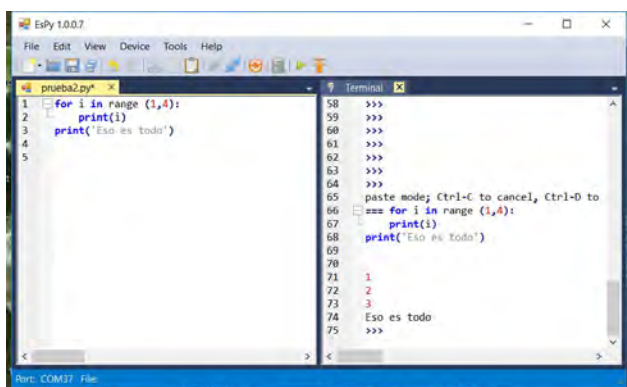 EsPy 1.0.0.7
File Edit View Device Tools Help
prueba2.py* Terminal
1 for i in range (1,4):
2 print(i)
3 print('Eso es todo')
4
5
58 >>>
59 >>>
60 >>>
61 >>>
62 >>>
63 >>>
64 >>>
65 paste mode; Ctrl-C to cancel, Ctrl-D to
66 === for i in range (1,4):
67 print(i)
68 print('Eso es todo')
69
70
71 1
72 2
73 3
74 Eso es todo
75 >>>
Port: COM37 File: